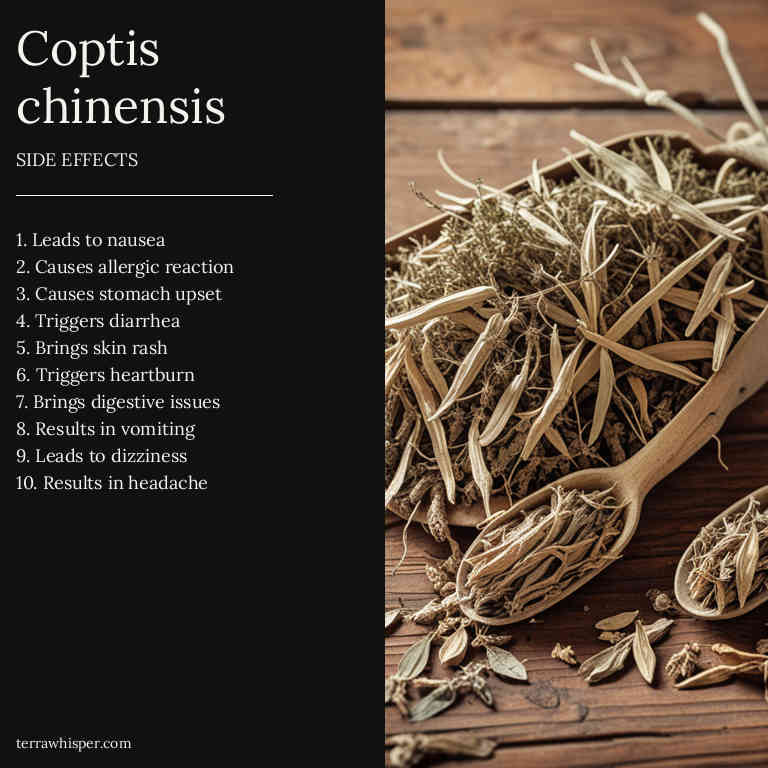 Coptis
chinensis
SIDE EFFECTS
1. Leads to nausea
2. Causes allergic reaction
3. Causes stomach upset
4. Triggers diarrhea
5. Brings skin rash
6. Triggers heartburn
7. Brings digestive issues
8. Results in vomiting
9. Leads to dizziness
10. Results in headache
terrawhisper.com